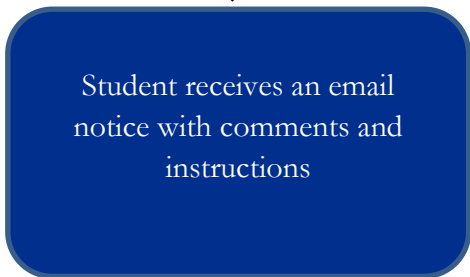 Student receives an email
notice with comments and
instructions